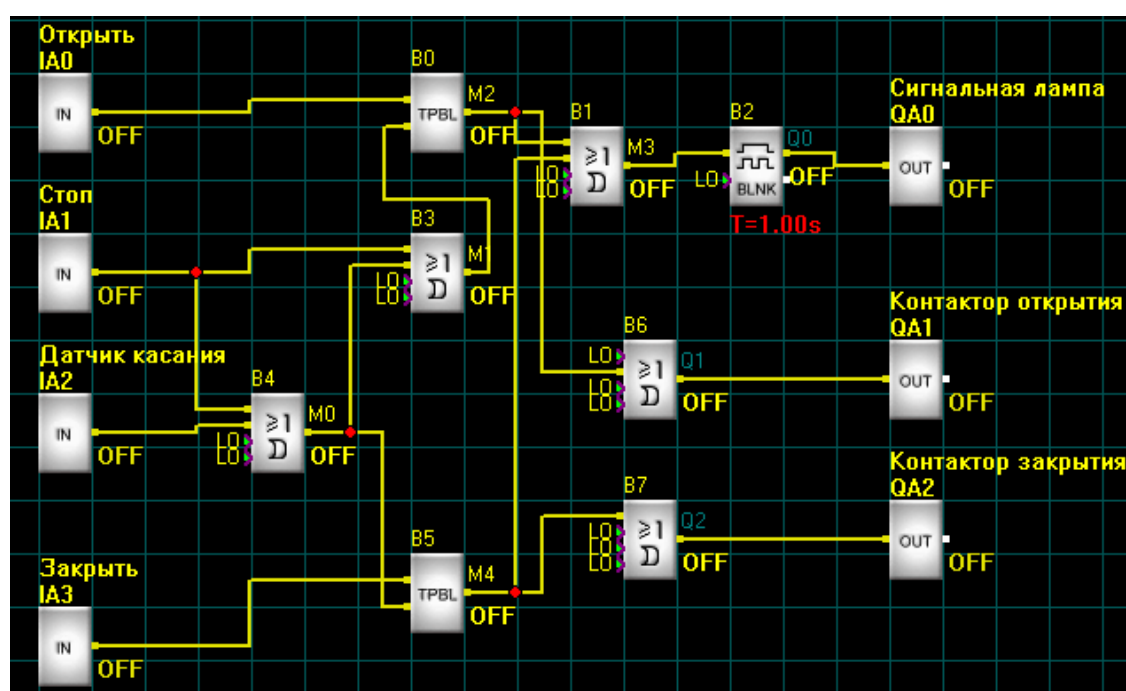 Открыть
IA0
IN
OFF
B0
TPBL
M2
OFF
B1
≥1
LO
LO
M3
OFF
B2
BLNK
LO
T=1.00s
Q0
OFF
Сигнальная лампа
QA0
OUT
OFF
Стоп
IA1
IN
OFF
B3
≥1
LO
LO
M1
OFF
Контактор открытия
QA1
OUT
OFF
B6
LO
≥1
LO
LO
Q1
OFF
Датчик касания
IA2
IN
OFF
B4
≥1
LO
LO
M0
OFF
Контактор закрытия
QA2
OUT
OFF
B7
≥1
LO
LO
LO
Q2
OFF
Закрыть
IA3
IN
OFF
B5
TPBL
M4
OFF